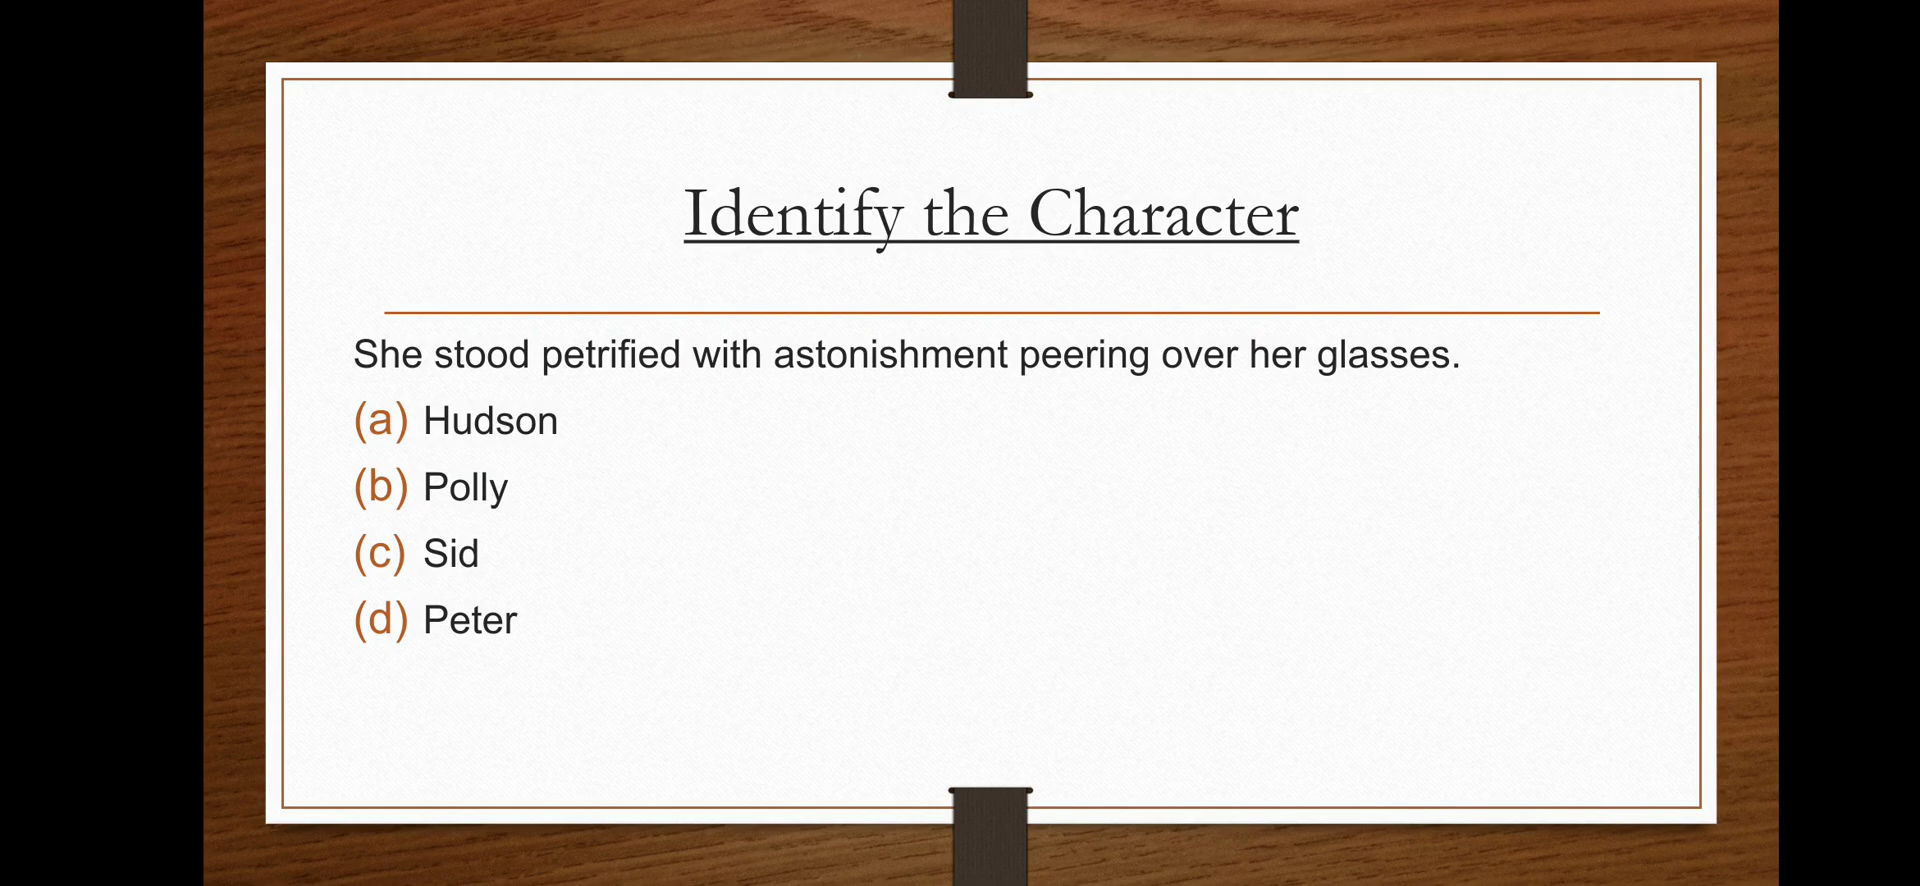 Identify the Character
She stood petrified with astonishment peering over her glasses.
(a) Hudson
(b) Polly
(c) Sid
(d) Peter